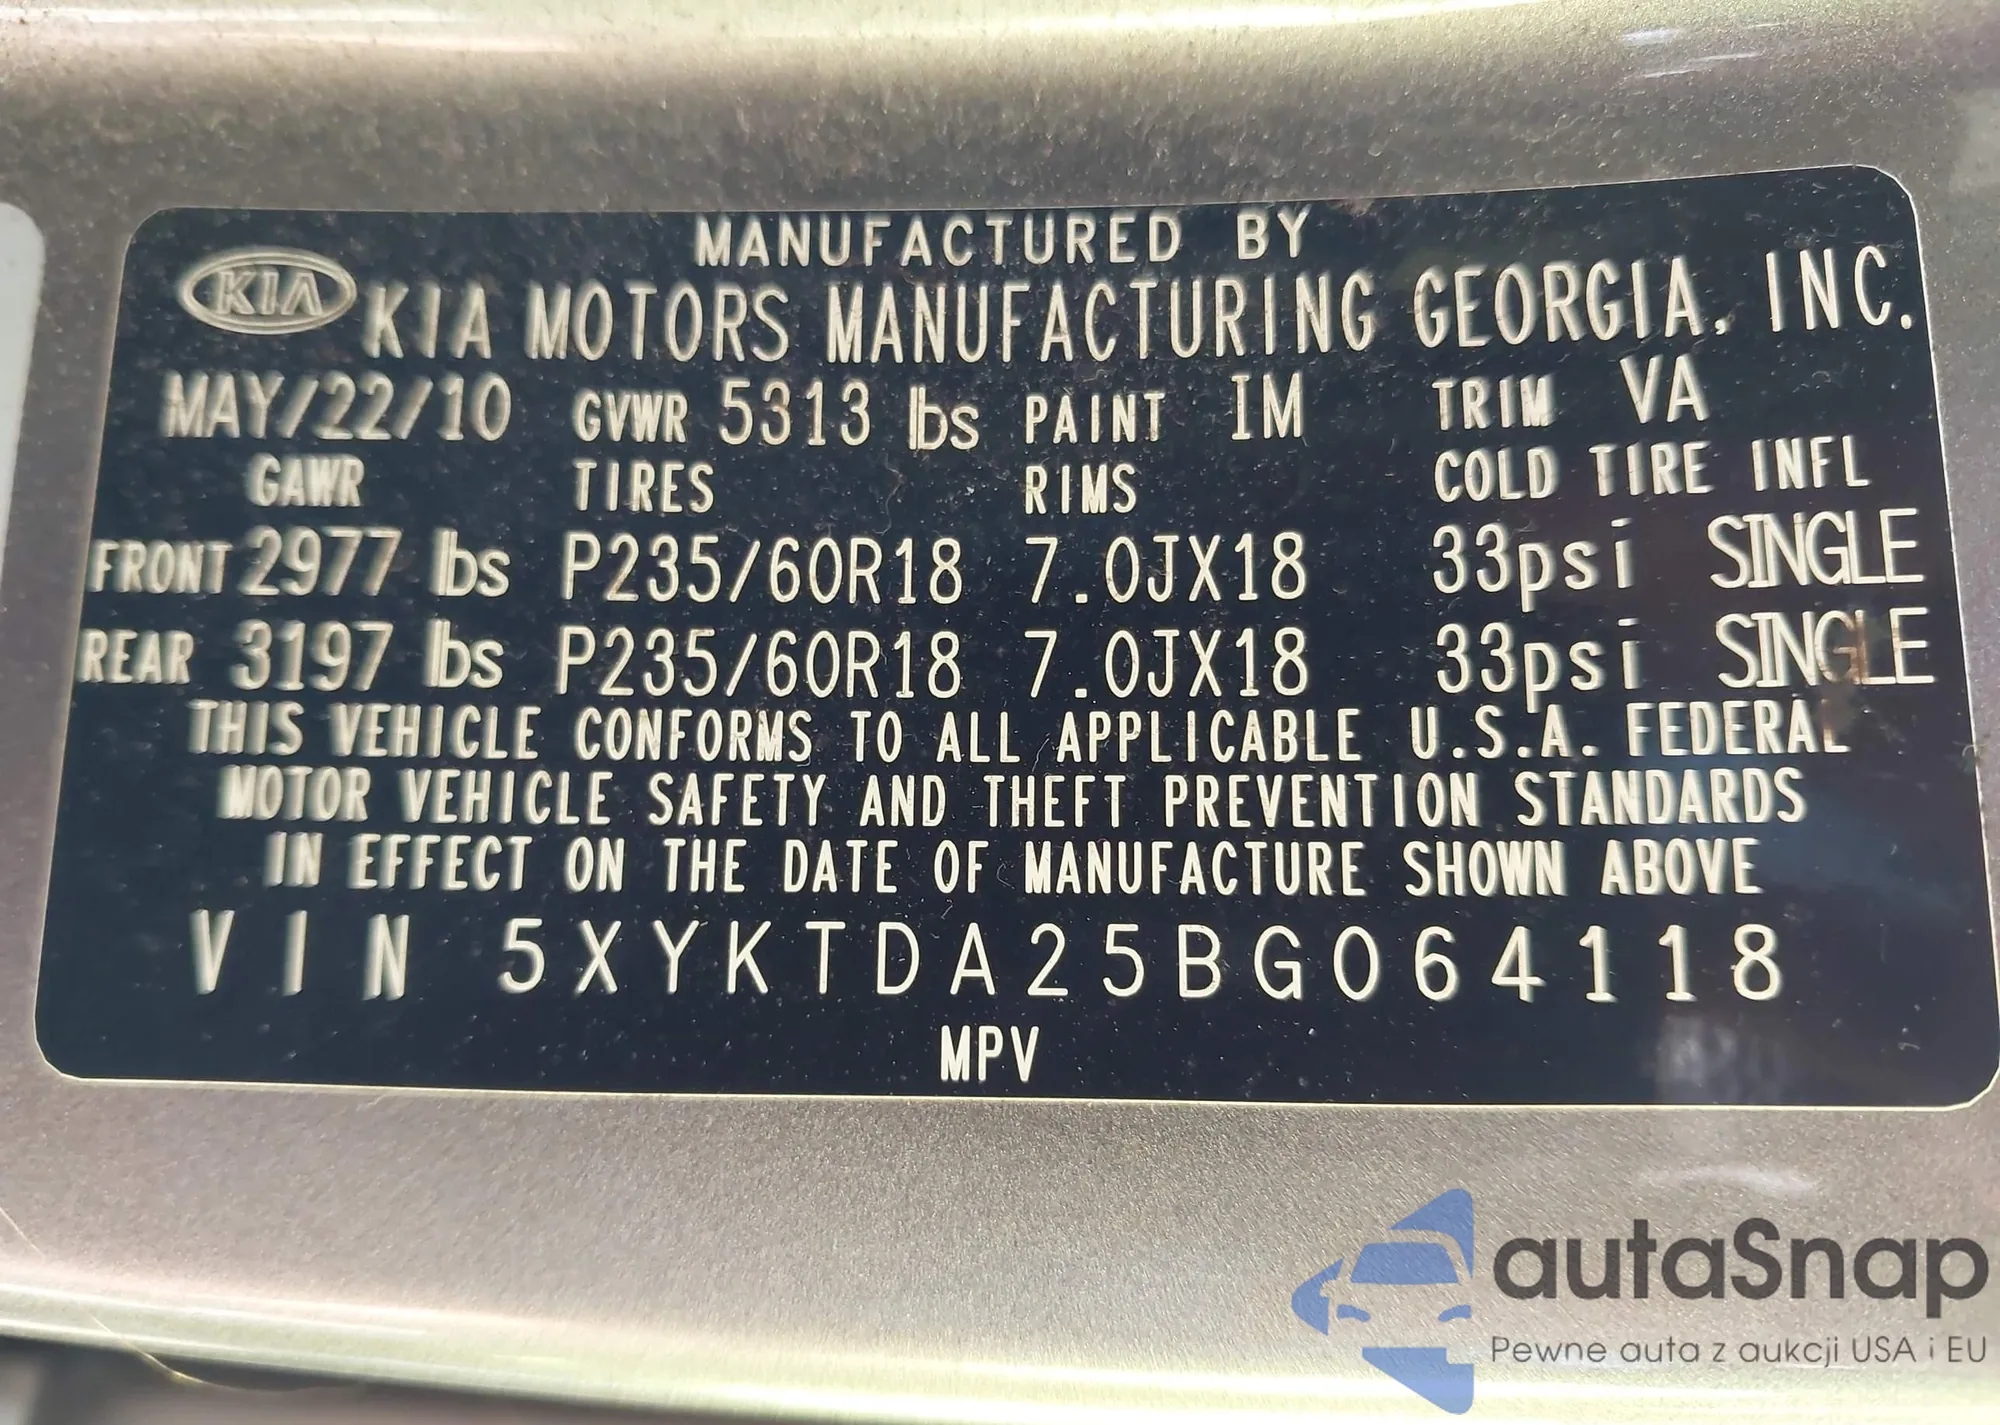 MANUFACTURED BY
KIA KIA MOTORS MANUFACTURING GEORGIA, INC.
MAY/22/10 GVWR 5313 lbs PAINT IM TRIM VA
GAWR TIRES RIMS COLD TIRE INFL
FRONT 2977 lbs P235/60R18 7.0JX18 33psi SINGLE
REAR 3197 lbs P235/60R18 7.0JX18 33psi SINGLE
THIS VEHICLE CONFORMS TO ALL APPLICABLE U.S.A. FEDERAL
MOTOR VEHICLE SAFETY AND THEFT PREVENTION STANDARDS
IN EFFECT ON THE DATE OF MANUFACTURE SHOWN ABOVE
VIN 5XYKTDA25BG064118
MPV
autaSnap
Pewne auta z aukcji USA i EU